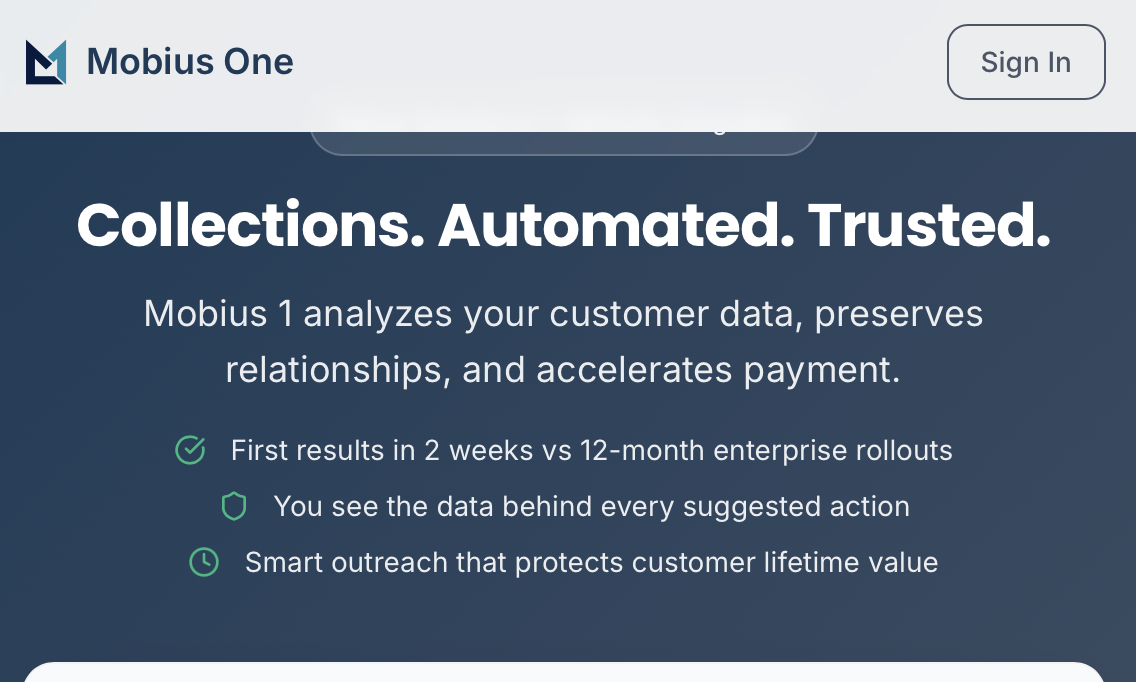 Mobius One
Sign In
Collections. Automated. Trusted.
Mobius 1 analyzes your customer data, preserves
relationships, and accelerates payment.
First results in 2 weeks vs 12-month enterprise rollouts
You see the data behind every suggested action
Smart outreach that protects customer lifetime value